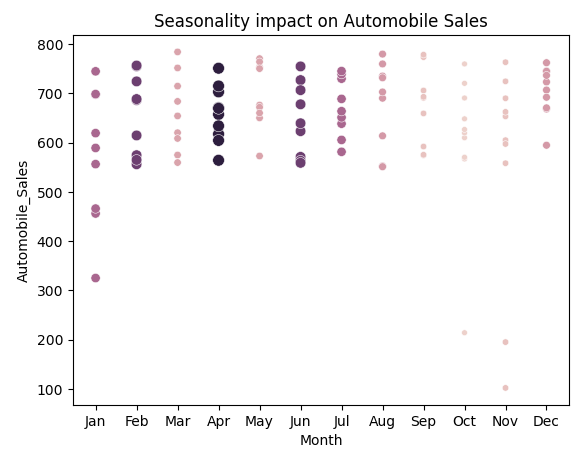 Seasonality impact on Automobile Sales
800
700
600
500
400
300
200
100
Automobile_Sales
Jan Feb Mar Apr May Jun Jul Aug Sep Oct Nov Dec
Month